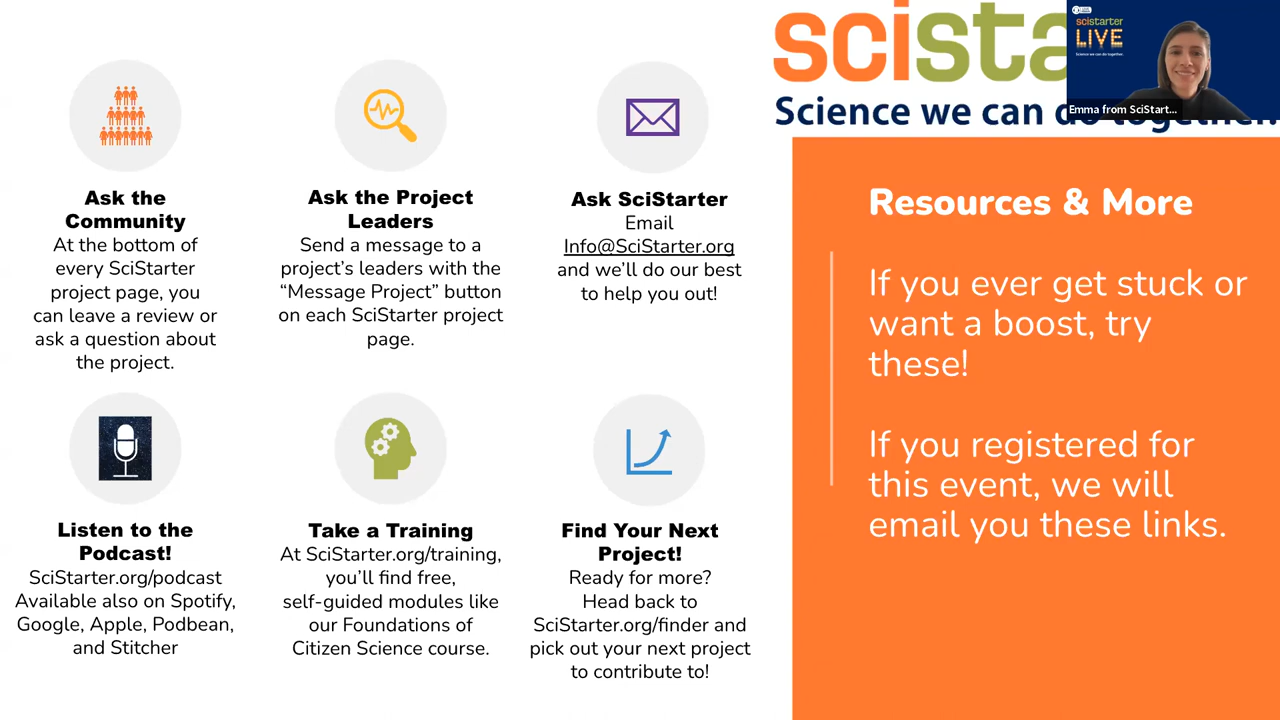 scista
Science we can do together.
scistarter
LIVE
Science we can do together.
Emma from SciStart...
Ask the
Community
At the bottom of
every SciStarter
project page, you
can leave a review or
ask a question about
the project.
Ask the Project
Leaders
Send a message to a
project's leaders with the
“Message Project” button
on each SciStarter project
page.
Ask SciStarter
Email
Info@SciStarter.org
and we'll do our best
to help you out!
Listen to the
Podcast!
SciStarter.org/podcast
Available also on Spotify,
Google, Apple, Podbean,
and Stitcher
Take a Training
At SciStarter.org/training,
you'll find free,
self-guided modules like
our Foundations of
Citizen Science course.
Find Your Next
Project!
Ready for more?
Head back to
SciStarter.org/finder and
pick out your next project
to contribute to!
Resources & More
If you ever get stuck or
want a boost, try
these!
If you registered for
this event, we will
email you these links.